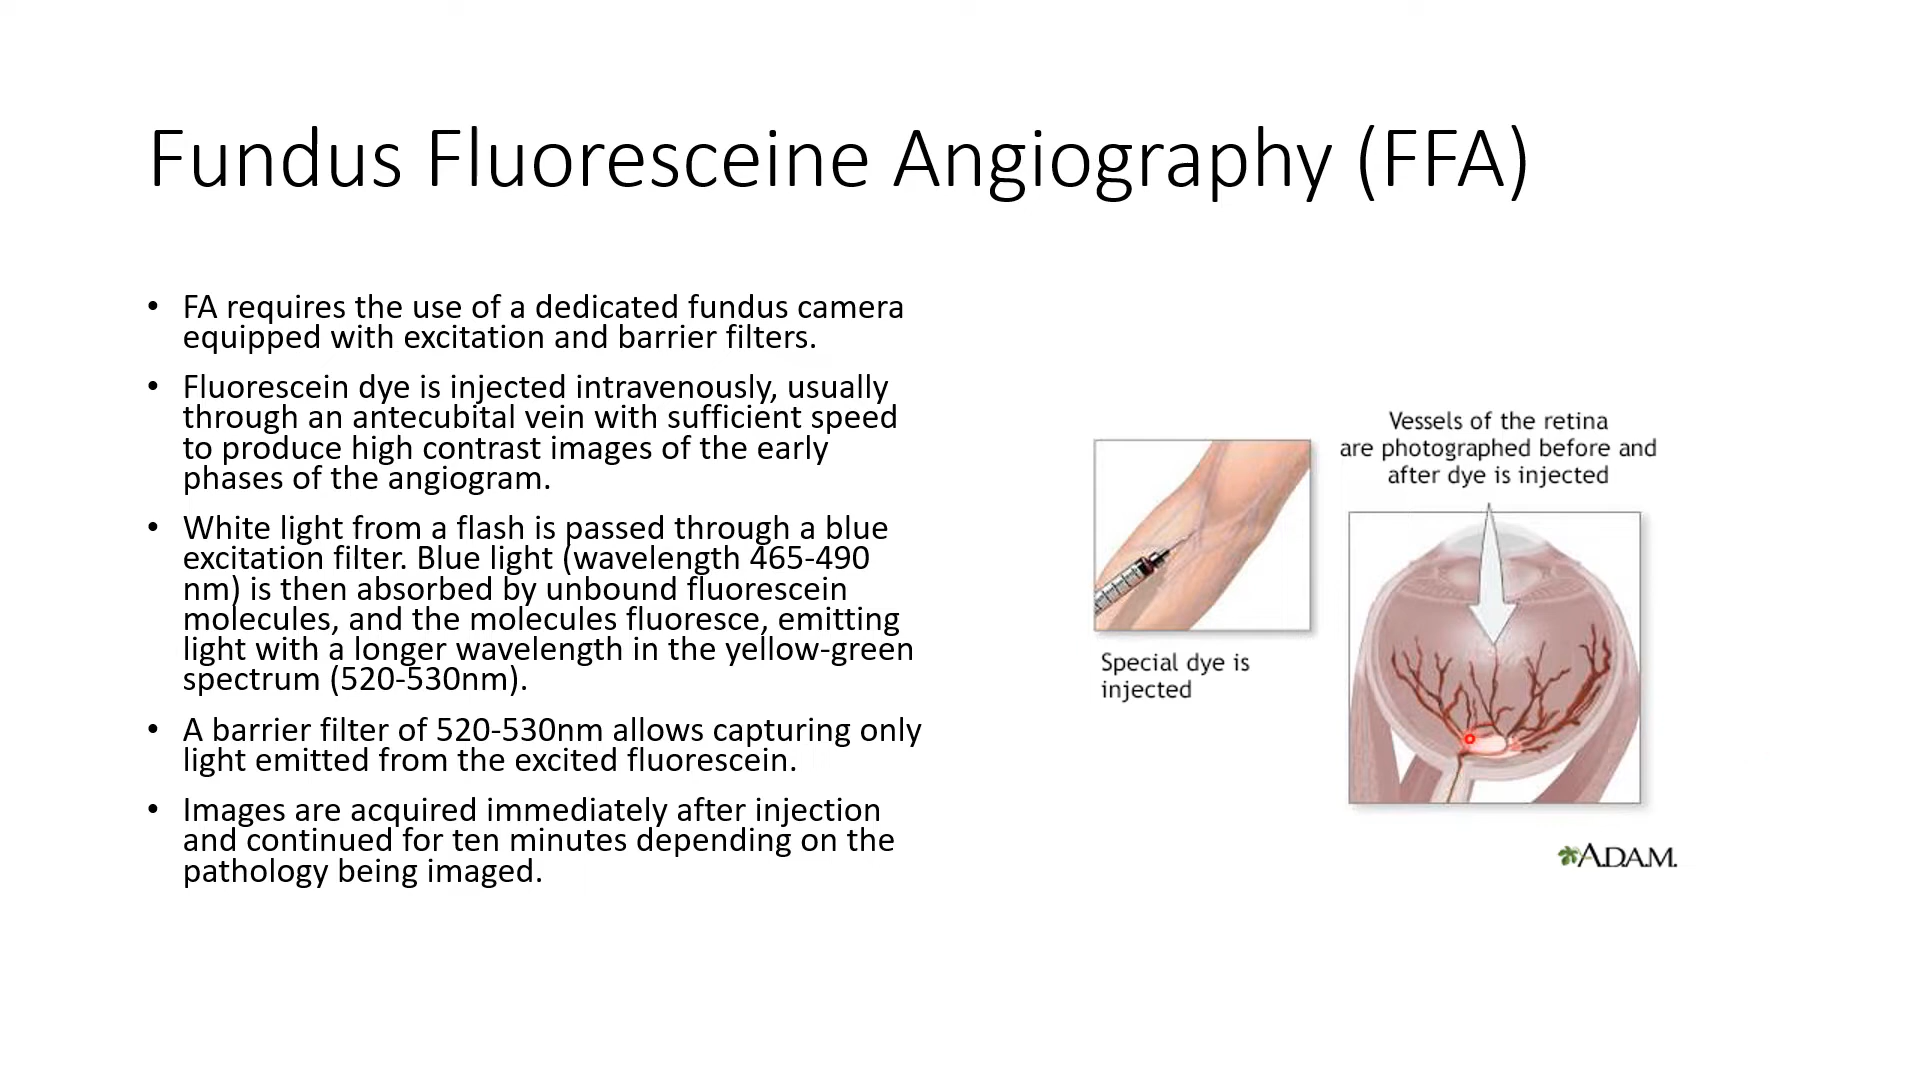 Fundus Fluoresceine Angiography (FFA)
• FA requires the use of a dedicated fundus camera
equipped with excitation and barrier filters.
• Fluorescein dye is injected intravenously, usually
through an antecubital vein with sufficient speed
to produce high contrast images of the early
phases of the angiogram.
• White light from a flash is passed through a blue
excitation filter. Blue light (wavelength 465-490
nm) is then absorbed by unbound fluorescein
molecules, and the molecules fluoresce, emitting
light with a longer wavelength in the yellow-green
spectrum (520-530nm).
• A barrier filter of 520-530nm allows capturing only
light emitted from the excited fluorescein.
• Images are acquired immediately after injection
and continued for ten minutes depending on the
pathology being imaged.
Vessels of the retina
are photographed before and
after dye is injected
Special dye is
injected
A.D.A.M.